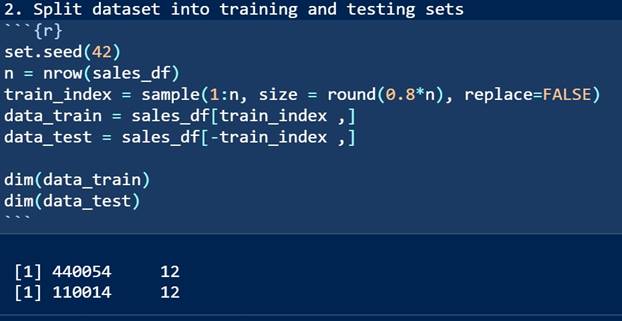 2. Split dataset into training and testing sets
```{r}
set.seed(42)
n = nrow(sales_df)
train_index = sample(1:n, size = round(0.8*n), replace=FALSE)
data_train = sales_df[train_index ,]
data_test = sales_df[-train_index ,]
dim(data_train)
dim(data_test)
```
[1] 440054     12
[1] 110014     12